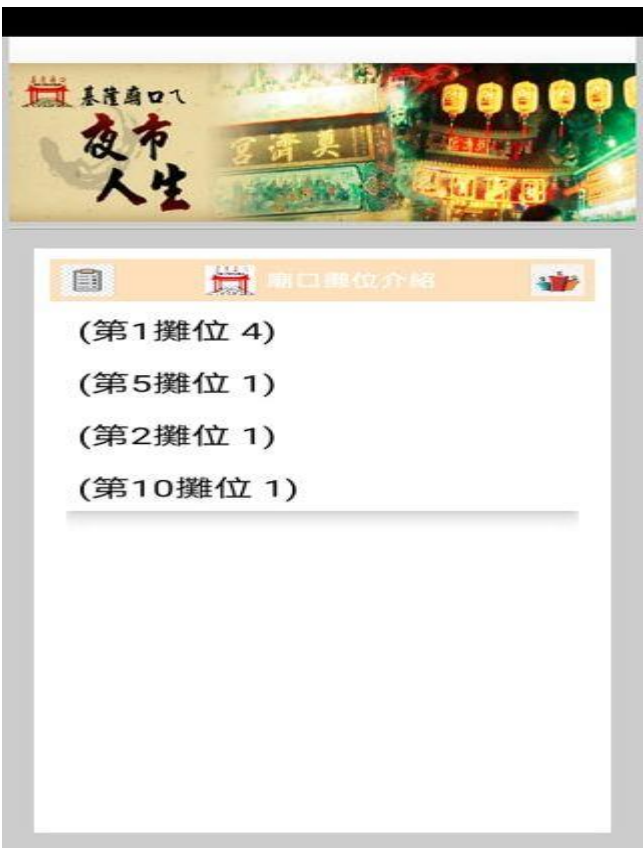 基隆廟口ㄟ
夜市
人生
宮濟奠
廟口攤位介紹
(第1攤位 4)
(第5攤位 1)
(第2攤位 1)
(第10攤位 1)